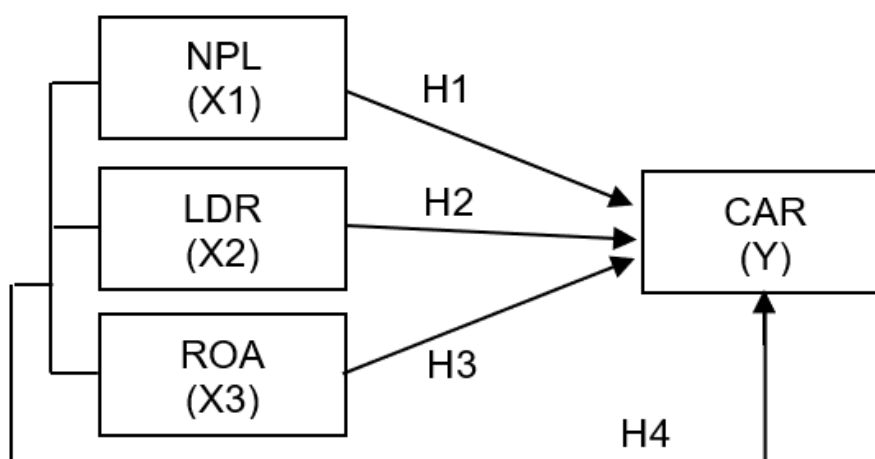 NPL
(X1)
H1
LDR
(X2)
H2
CAR
(Y)
ROA
(X3)
H3
H4